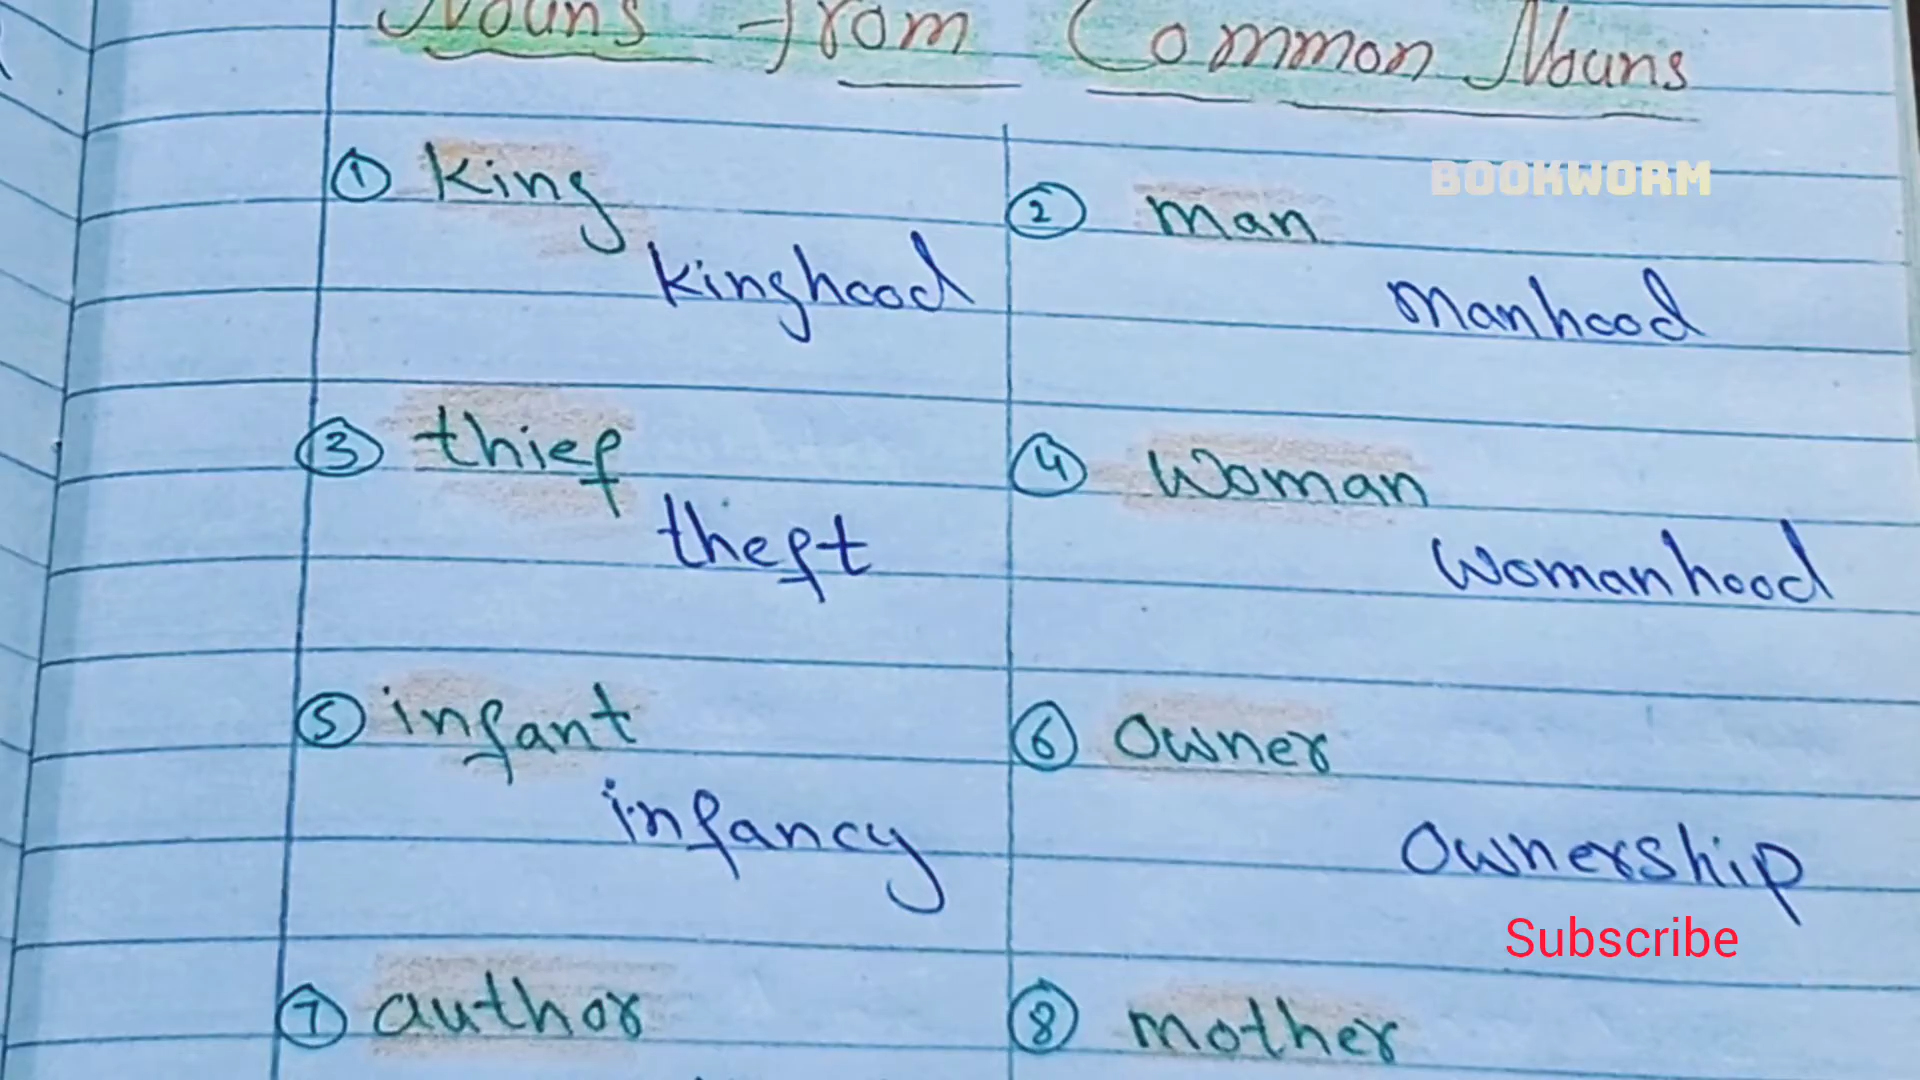 Nouns from Common Nouns
BOOKWORM
① King
Kinghood
② man
manhood
③ thief
theft
④ Woman
Womanhood
⑤ infant
infancy
⑥ Owner
Ownership
Subscribe
⑦ author
⑧ mother